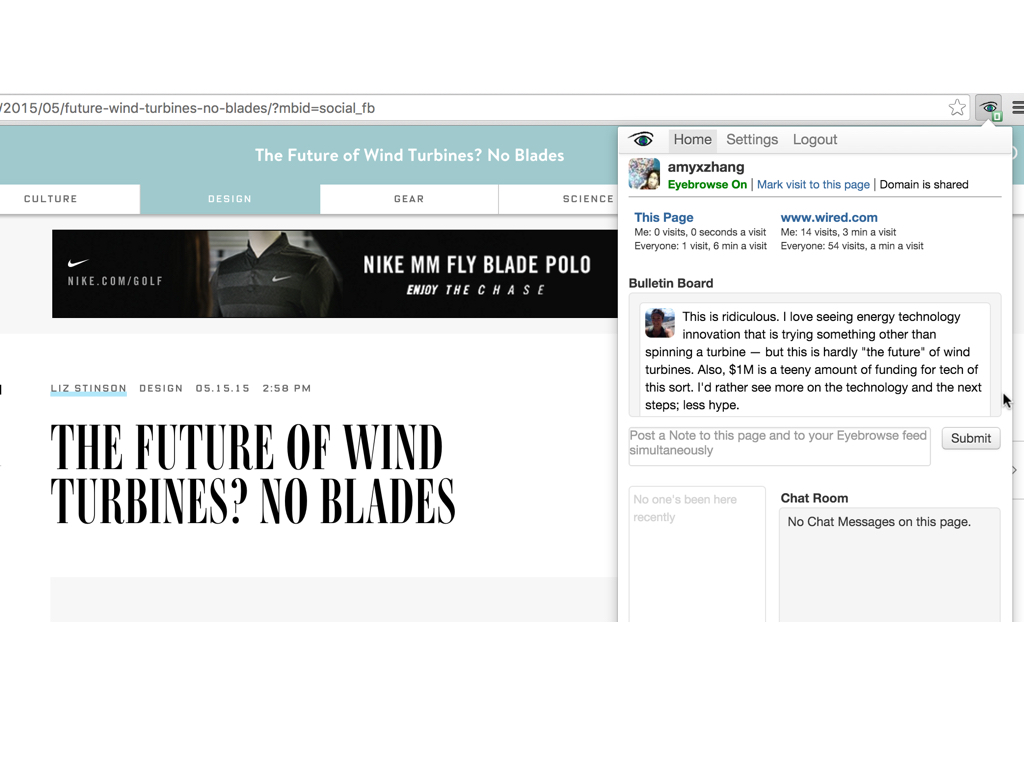 /2015/05/future-wind-turbines-no-blades/?mbid=social_fb
0
The Future of Wind Turbines? No Blades
CULTURE
DESIGN
GEAR
SCIENCE
NIKE.COM/GOLF
NIKE MM FLY BLADE POLO
ENJOY THE CHASE
LIZ STINSON DESIGN 05.15.15 2:58 PM
THE FUTURE OF WIND
TURBINES? NO BLADES
Home Settings Logout
amyxzhang
Eyebrowse On | Mark visit to this page | Domain is shared
This Page
Me: 0 visits, 0 seconds a visit
Everyone: 1 visit, 6 min a visit
www.wired.com
Me: 14 visits, 3 min a visit
Everyone: 54 visits, a min a visit
Bulletin Board
This is ridiculous. I love seeing energy technology
innovation that is trying something other than
spinning a turbine — but this is hardly "the future" of wind
turbines. Also, $1M is a teeny amount of funding for tech of
this sort. I'd rather see more on the technology and the next
steps; less hype.
Post a Note to this page and to your Eyebrowse feed
simultaneously
Submit
No one's been here
recently
Chat Room
No Chat Messages on this page.